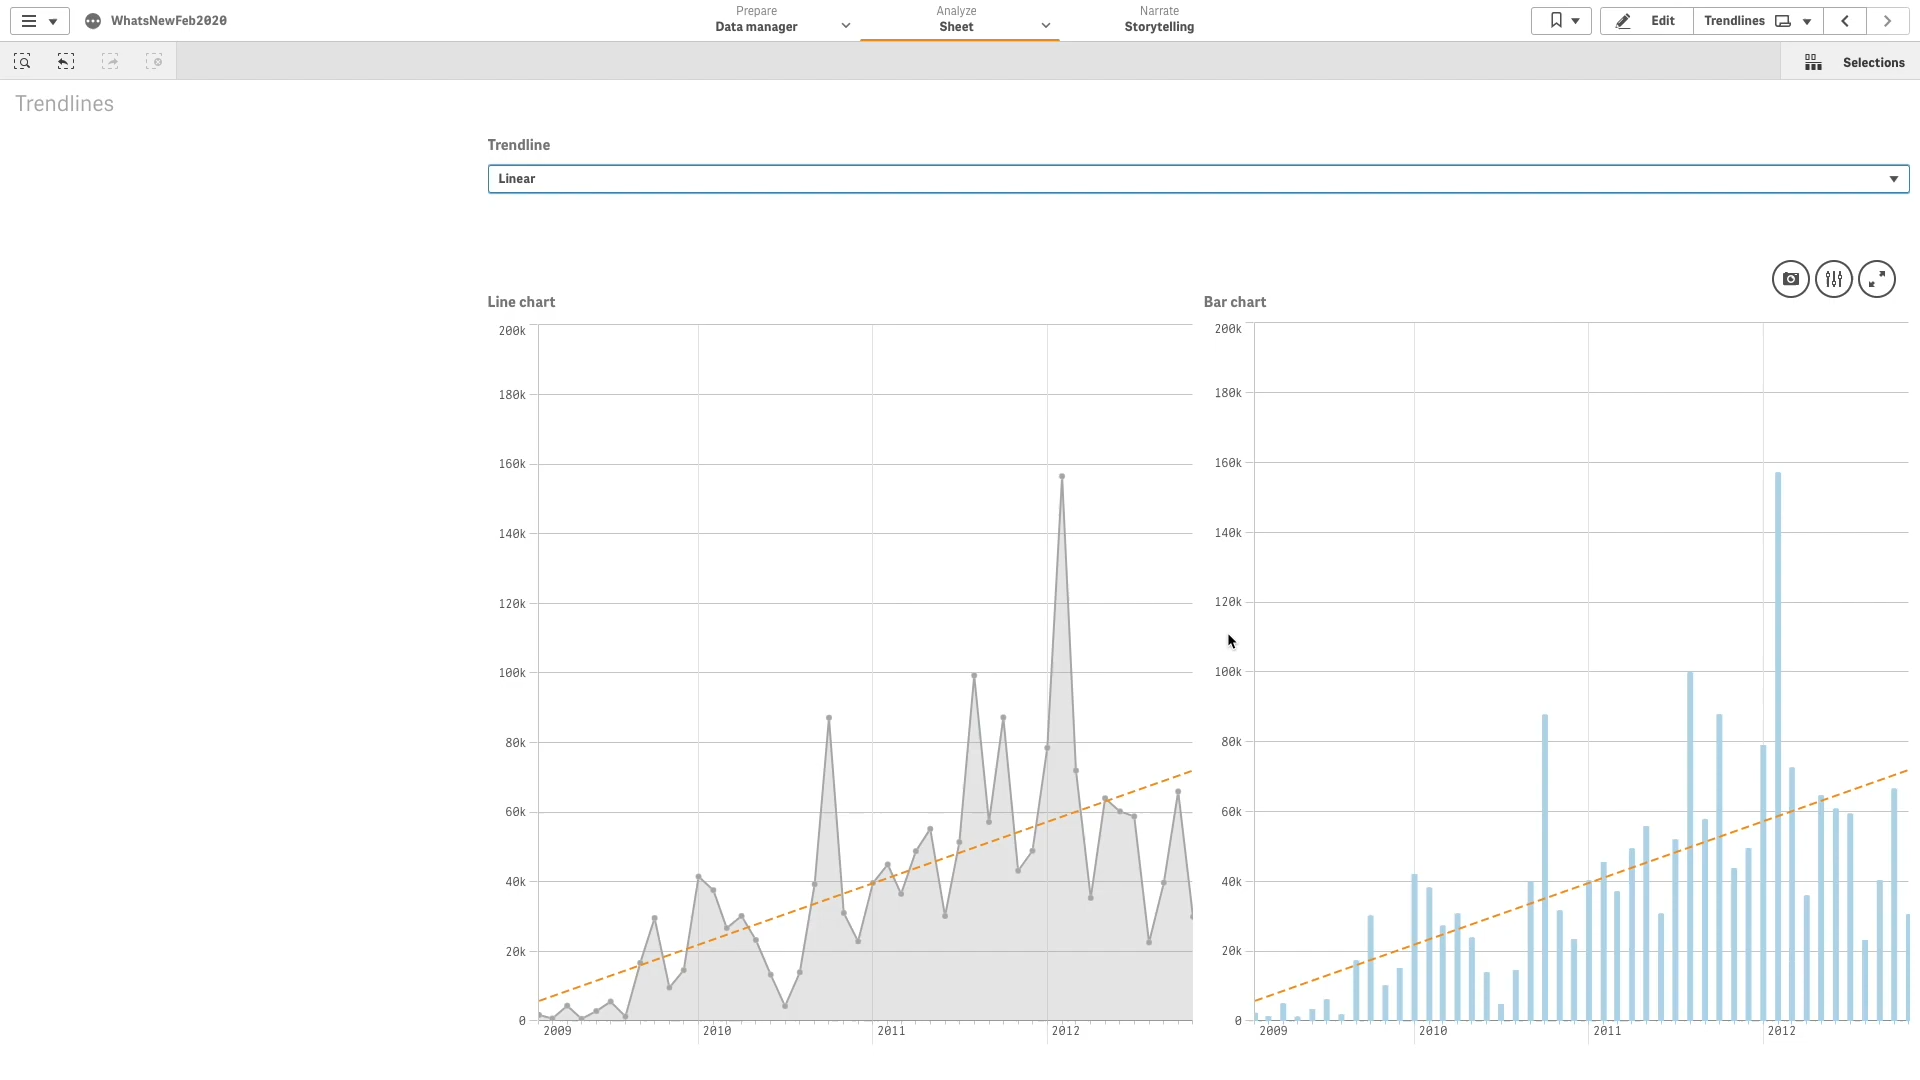 WhatsNewFeb2020
Prepare
Data manager
Analyze
Sheet
Narrate
Storytelling
Edit
Trendlines
Selections
Trendlines
Trendline
Linear
Line chart
200k
180k
160k
140k
120k
100k
80k
60k
40k
20k
0
2009 2010 2011 2012
Bar chart
200k
180k
160k
140k
120k
100k
80k
60k
40k
20k
0
2009 2010 2011 2012